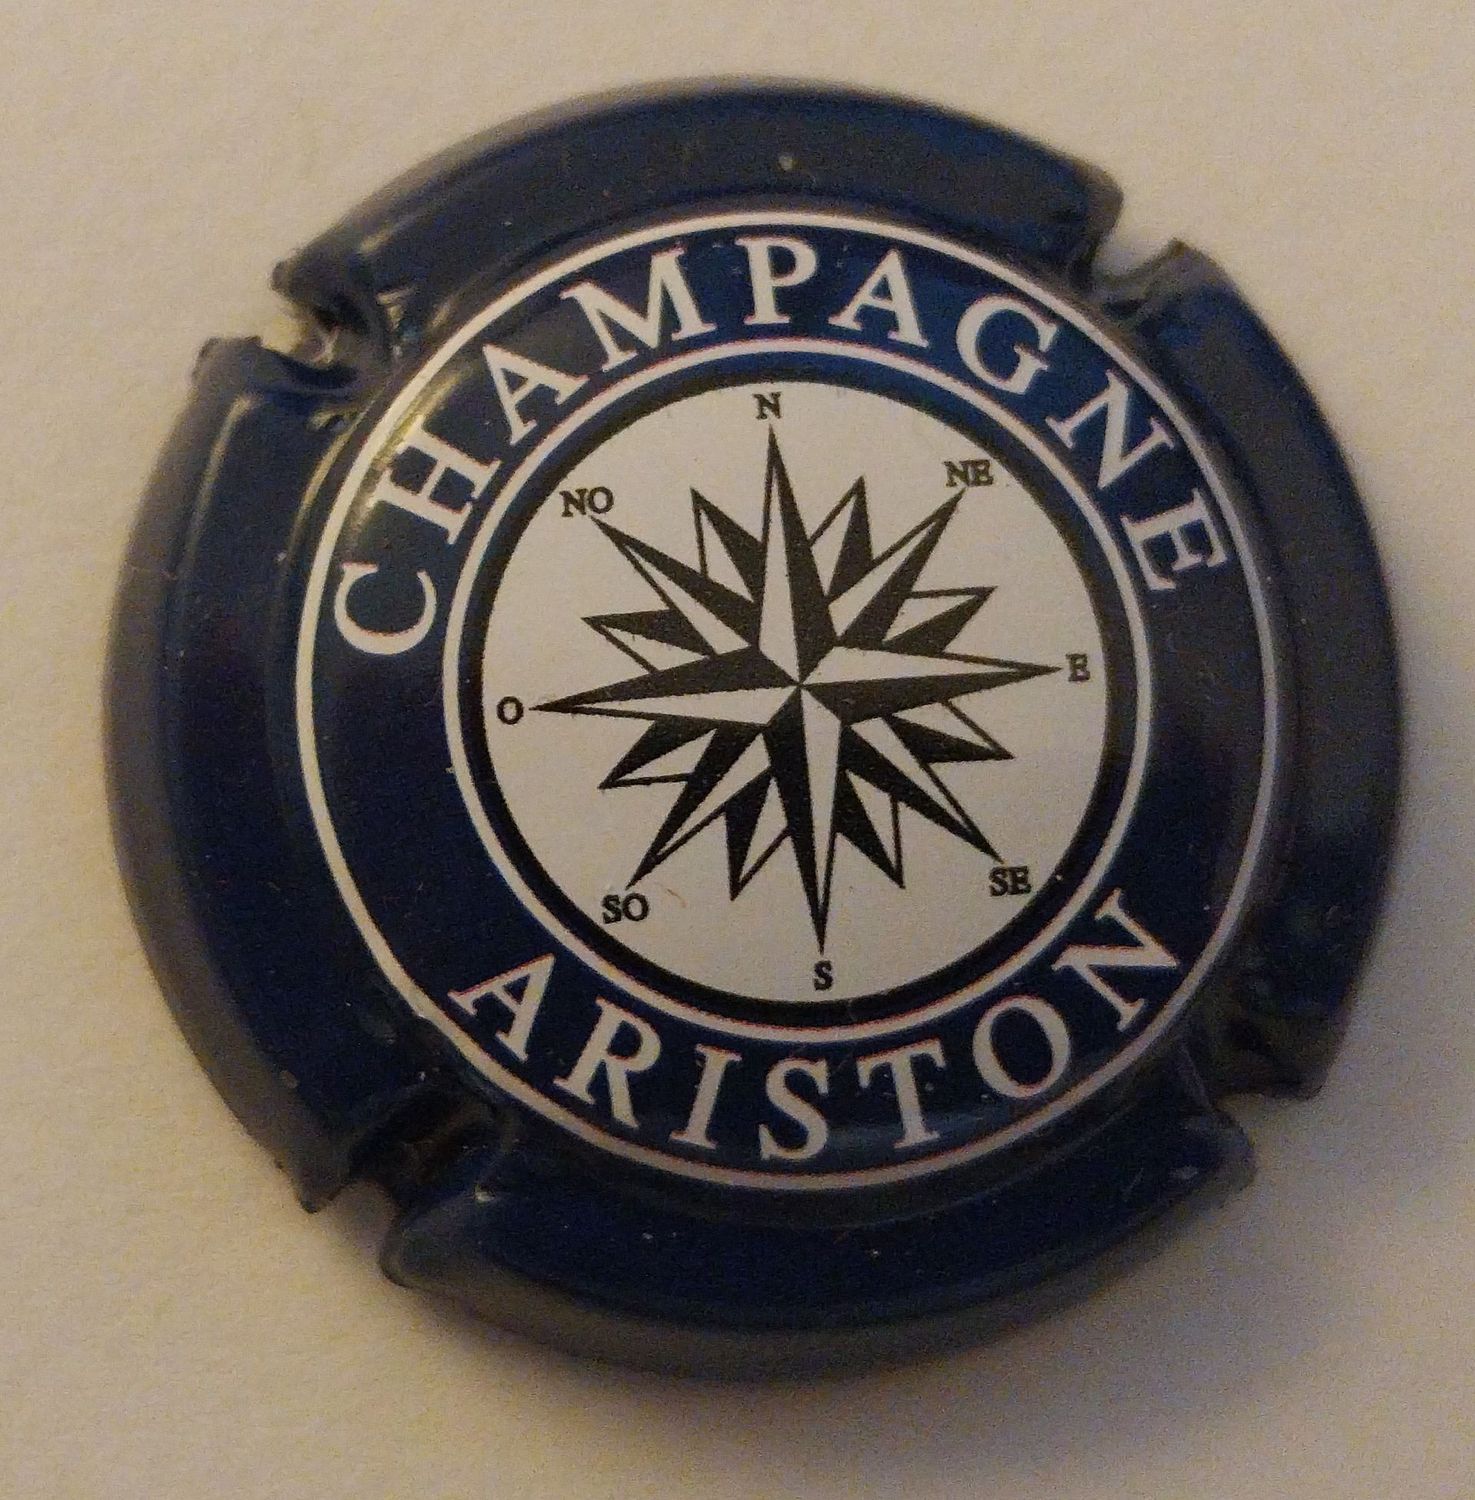 CHAMPAGNE
N
NO NE
O E
SO SE
S
ARISTON